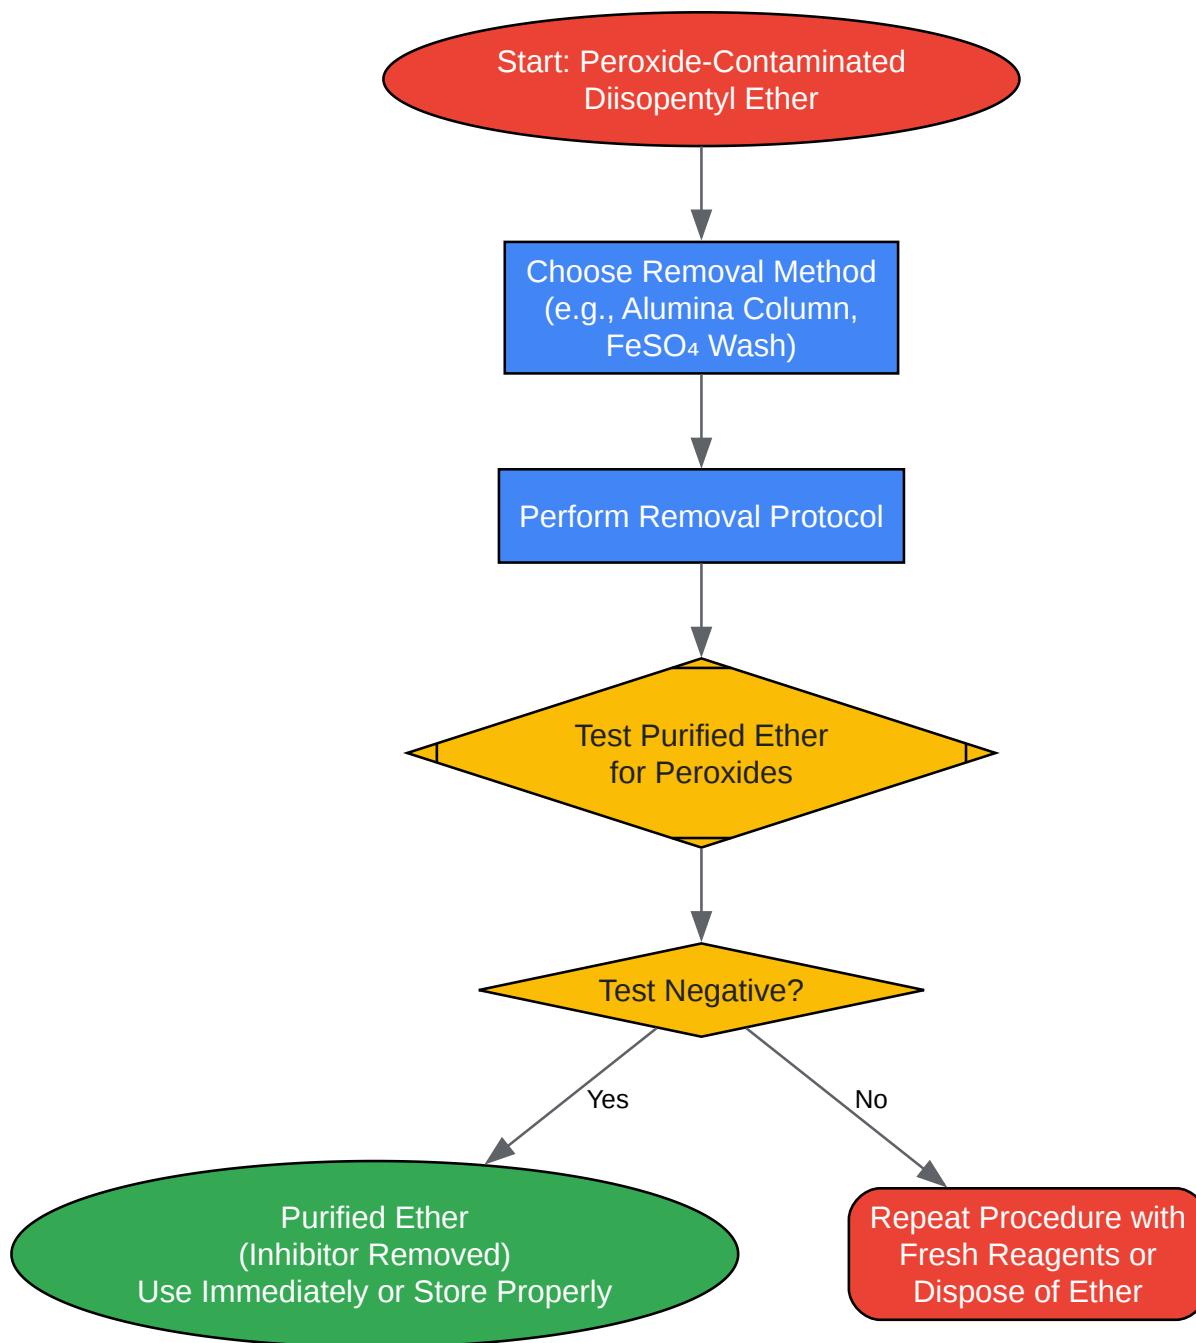 Start: Peroxide-Contaminated
Diisopentyl Ether
Choose Removal Method
(e.g., Alumina Column,
FeSO₄ Wash)
Perform Removal Protocol
Test Purified Ether
for Peroxides
Test Negative?
Yes
No
Purified Ether
(Inhibitor Removed)
Use Immediately or Store Properly
Repeat Procedure with
Fresh Reagents or
Dispose of Ether